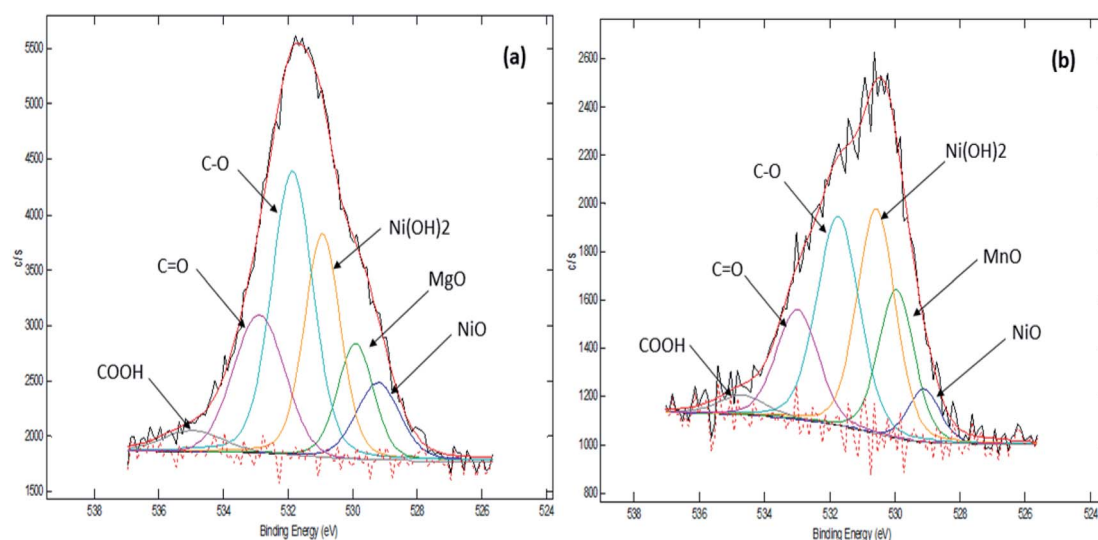 (a)
5500
5000
4500
4000
3500
3000
2500
2000
1500
c/s
C-O
Ni(OH)2
C=O
MgO
NiO
COOH
538 536 534 532 530 528 526 524
Binding Energy (eV)
(b)
2600
2400
2200
2000
1800
1600
1400
1200
1000
800
c/s
Ni(OH)2
C-O
MnO
C=O
NiO
COOH
538 536 534 532 530 528 526 524
Binding Energy (eV)